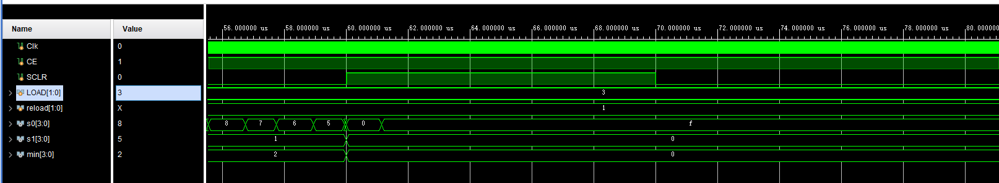 Name Value 56.000000 us 58.000000 us 60.000000 us 62.000000 us 64.000000 us 66.000000 us 68.000000 us 70.000000 us 72.000000 us 74.000000 us 76.000000 us 78.000000 us 80.000000
Clk 0
CE 1
SCLR 0
LOAD[1:0] 3 3
reload[1:0] X 1
s0[3:0] 8 8 7 6 5 0 f
s1[3:0] 5 1 0
min[3:0] 2 2 0